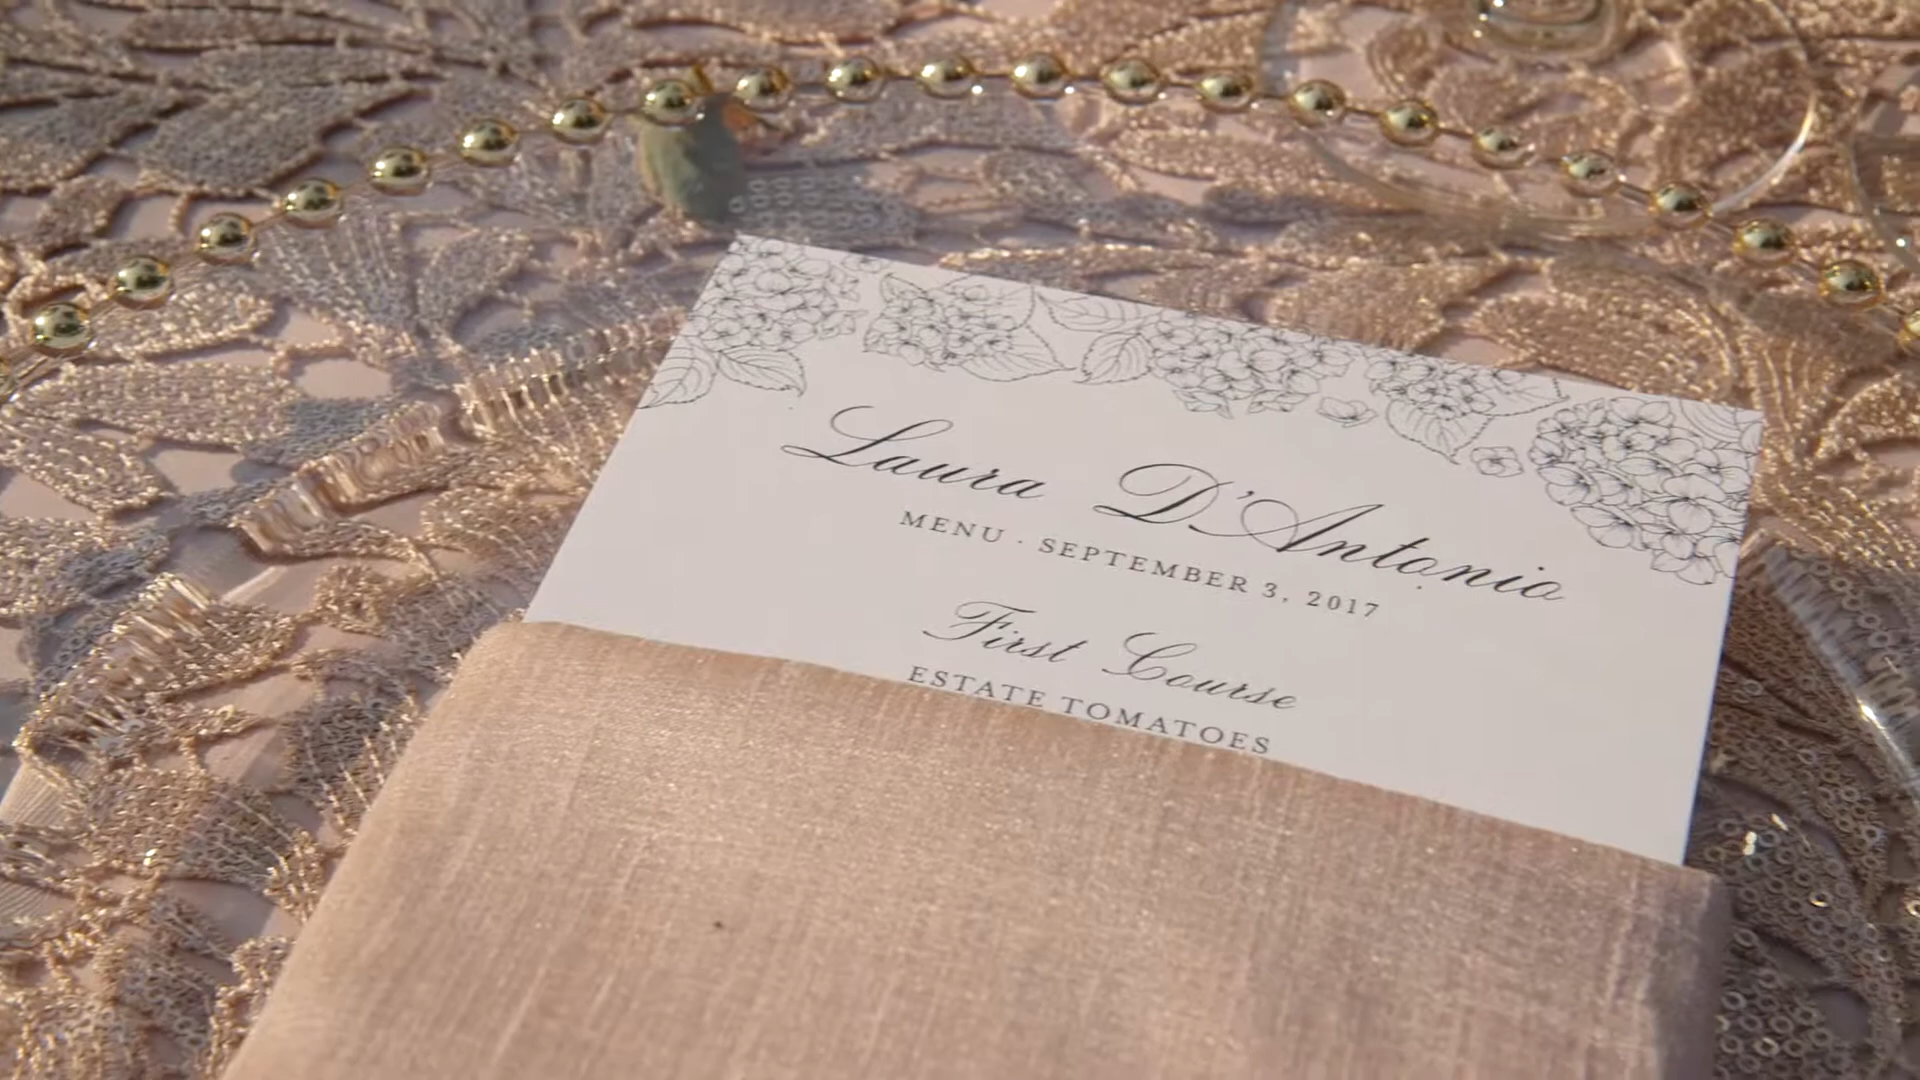 Laura D'Antonio
MENU · SEPTEMBER 3, 2017
First Course
ESTATE TOMATOES